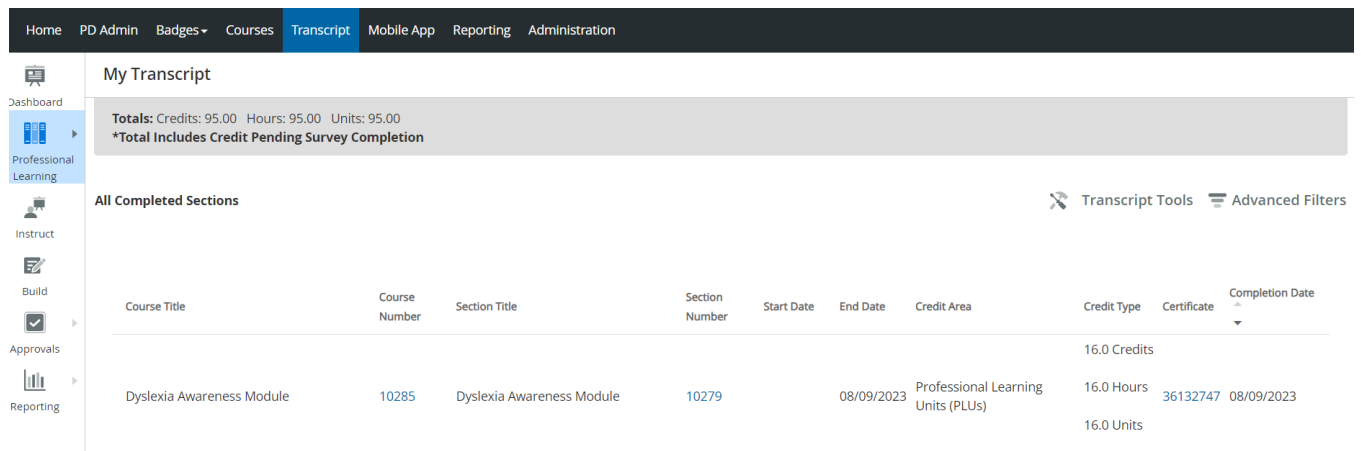 Home PD Admin Badges Courses Transcript Mobile App Reporting Administration
Dashboard
Professional
Learning
Instruct
Build
Approvals
Reporting
My Transcript
Totals: Credits: 95.00 Hours: 95.00 Units: 95.00
*Total Includes Credit Pending Survey Completion
All Completed Sections
Transcript Tools Advanced Filters
Course Title
Course
Number
Section Title
Section
Number
Start Date
End Date
Credit Area
Credit Type
Certificate
Completion Date
Dyslexia Awareness Module
10285
Dyslexia Awareness Module
10279
08/09/2023
Professional Learning
Units (PLUs)
16.0 Credits
16.0 Hours
16.0 Units
36132747
08/09/2023